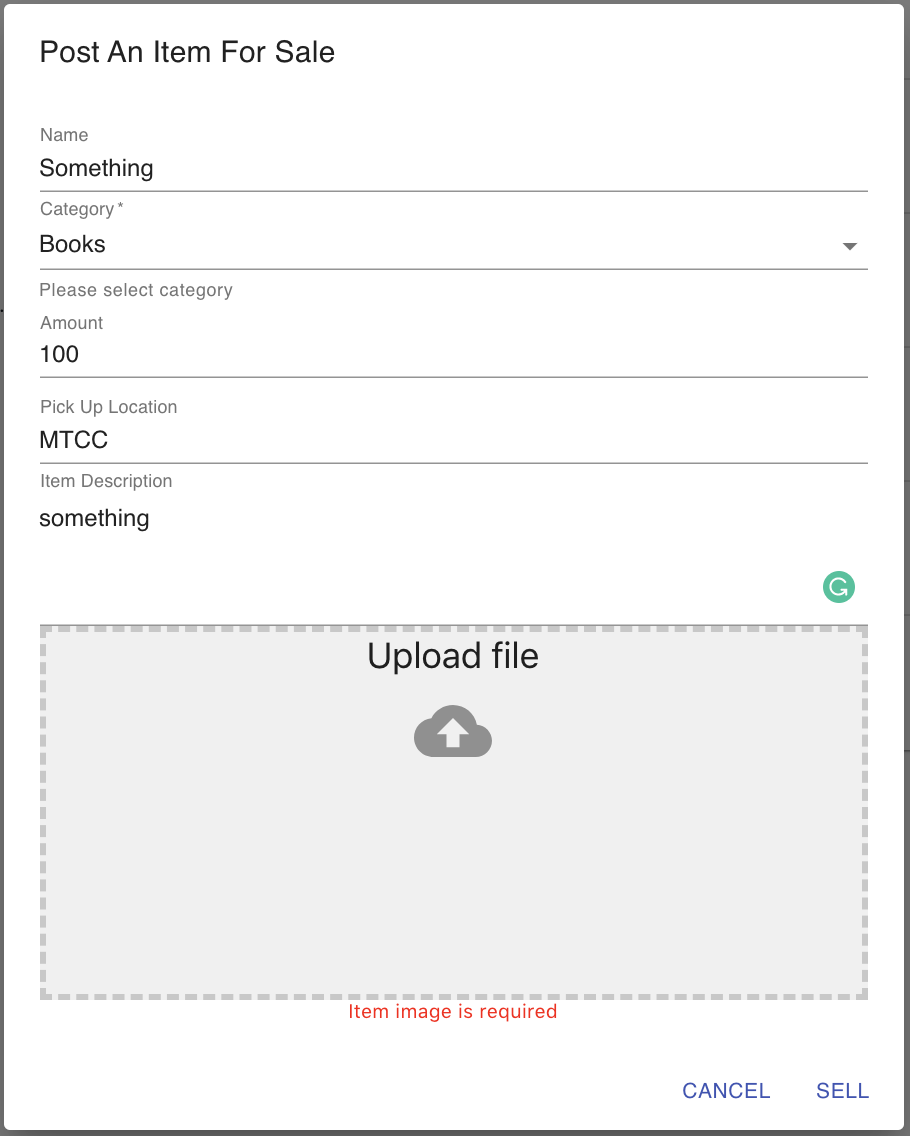 Post An Item For Sale
Name
Something
Category *
Books
Please select category
Amount
100
Pick Up Location
MTCC
Item Description
something
Upload file
Item image is required
CANCEL SELL